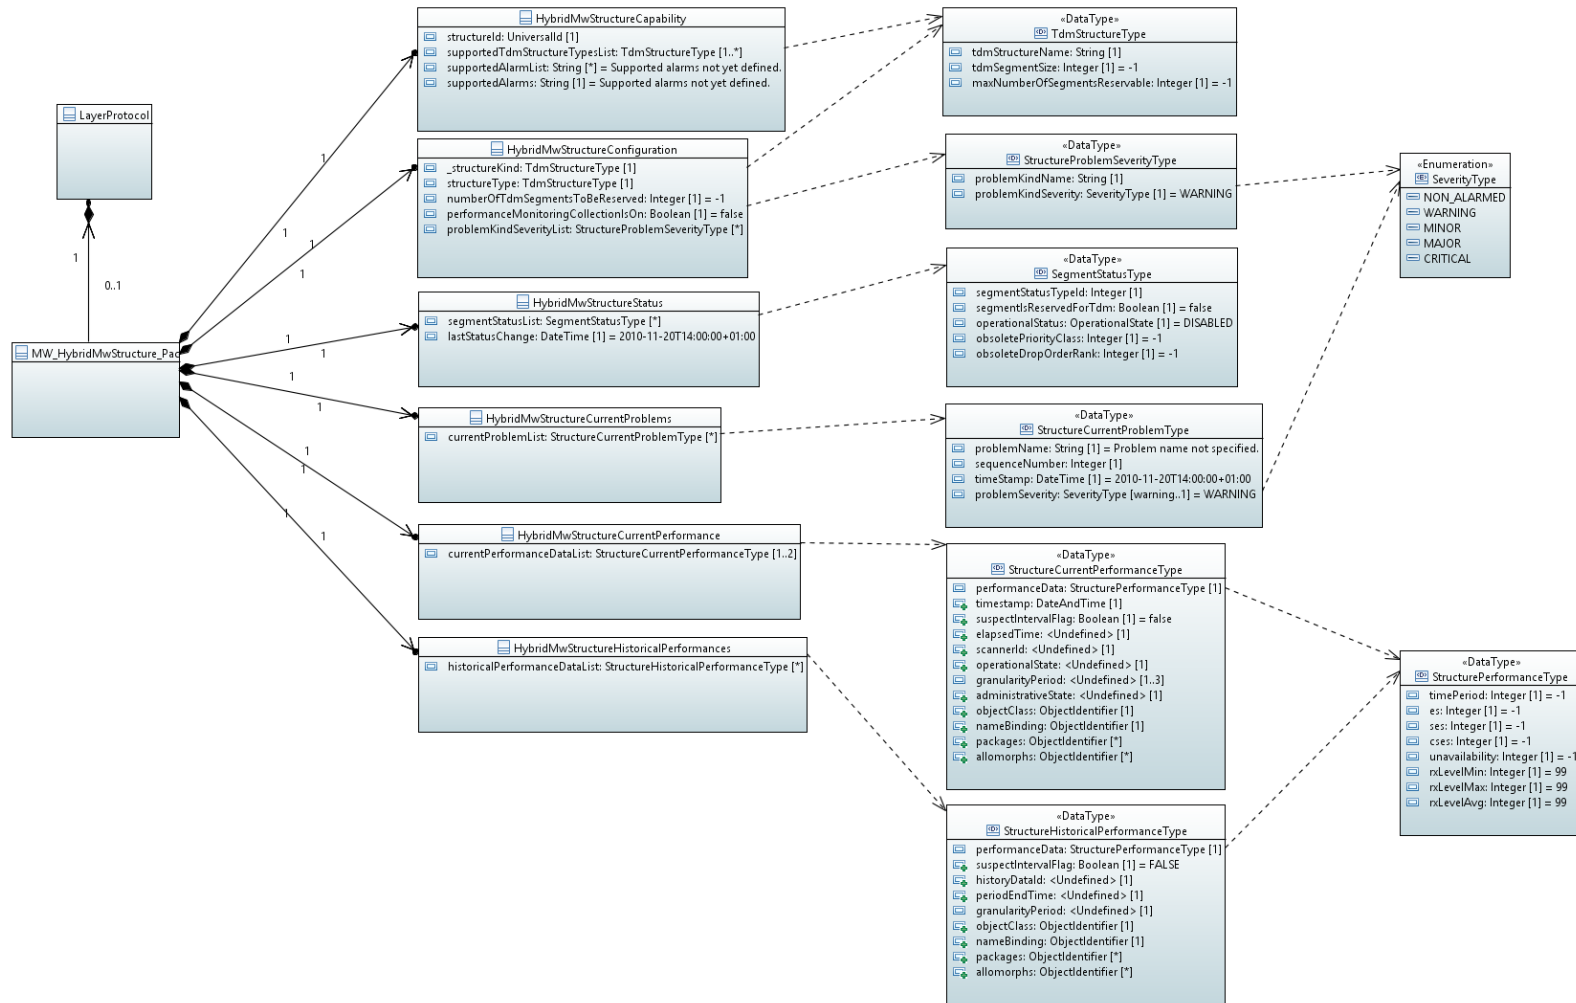 LayerProtocol
1
0..1
MW_HybridMwStructure_Pac
HybridMwStructureCapability
structureId: UniversalId [1]
supportedTdmStructureTypesList: TdmStructureType [1..*]
supportedAlarmList: String [*] = Supported alarms not yet defined.
supportedAlarms: String [1] = Supported alarms not yet defined.
HybridMwStructureConfiguration
_structureKind: TdmStructureType [1]
structureType: TdmStructureType [1]
numberOfTdmSegmentsToBeReserved: Integer [1] = -1
performanceMonitoringCollectionIsOn: Boolean [1] = false
problemKindSeverityList: StructureProblemSeverityType [*]
HybridMwStructureStatus
segmentStatusList: SegmentStatusType [*]
lastStatusChange: DateTime [1] = 2010-11-20T14:00:00+01:00
HybridMwStructureCurrentProblems
currentProblemList: StructureCurrentProblemType [*]
HybridMwStructureCurrentPerformance
currentPerformanceDataList: StructureCurrentPerformanceType [1..2]
HybridMwStructureHistoricalPerformances
historicalPerformanceDataList: StructureHistoricalPerformanceType [*]
1
1
1
1
1
1
1
1
1
1
1
1
«DataType»
TdmStructureType
tdmStructureName: String [1]
tdmSegmentSize: Integer [1] = -1
maxNumberOfSegmentsReservable: Integer [1] = -1
«DataType»
StructureProblemSeverityType
problemKindName: String [1]
problemKindSeverity: SeverityType [1] = WARNING
«DataType»
SegmentStatusType
segmentStatusTypeId: Integer [1]
segmentIsReservedForTdm: Boolean [1] = false
operationalStatus: OperationalState [1] = DISABLED
obsoletePriorityClass: Integer [1] = -1
obsoleteDropOrderRank: Integer [1] = -1
«DataType»
StructureCurrentProblemType
problemName: String [1] = Problem name not specified.
sequenceNumber: Integer [1]
timeStamp: DateTime [1] = 2010-11-20T14:00:00+01:00
problemSeverity: SeverityType [warning..1] = WARNING
«DataType»
StructureCurrentPerformanceType
performanceData: StructurePerformanceType [1]
timestamp: DateAndTime [1]
suspectIntervalFlag: Boolean [1] = false
elapsedTime: <Undefined> [1]
scannerId: <Undefined> [1]
operationalState: <Undefined> [1]
granularityPeriod: <Undefined> [1..3]
administrativeState: <Undefined> [1]
objectClass: ObjectIdentifier [1]
nameBinding: ObjectIdentifier [1]
packages: ObjectIdentifier [*]
allomorphs: ObjectIdentifier [*]
«DataType»
StructureHistoricalPerformanceType
performanceData: StructurePerformanceType [1]
suspectIntervalFlag: Boolean [1] = FALSE
historyDataId: <Undefined> [1]
periodEndTime: <Undefined> [1]
granularityPeriod: <Undefined> [1]
objectClass: ObjectIdentifier [1]
nameBinding: ObjectIdentifier [1]
packages: ObjectIdentifier [*]
allomorphs: ObjectIdentifier [*]
«Enumeration»
SeverityType
NON_ALARMED
WARNING
MINOR
MAJOR
CRITICAL
«DataType»
StructurePerformanceType
timePeriod: Integer [1] = -1
es: Integer [1] = -1
ses: Integer [1] = -1
cses: Integer [1] = -1
unavailability: Integer [1] = -1
rxLevelMin: Integer [1] = 99
rxLevelMax: Integer [1] = 99
rxLevelAvg: Integer [1] = 99